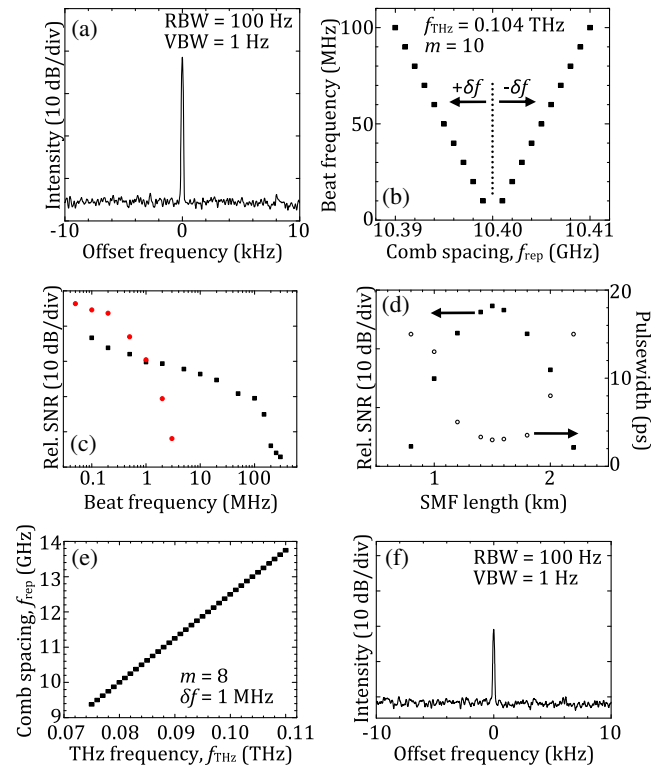 (a)
RBW = 100 Hz
VBW = 1 Hz
Intensity (10 dB/div)
-10 0 10
Offset frequency (kHz)
100
50
0
Beat frequency (MHz)
f_THz = 0.104 THz
m = 10
+δf -δf
(b)
10.39 10.40 10.41
Comb spacing, f_rep (GHz)
Rel. SNR (10 dB/div)
(c)
0.1 1 10 100
Beat frequency (MHz)
(d)
Rel. SNR (10 dB/div)
20
10
0
Pulsewidth (ps)
1 2
SMF length (km)
(e)
14
13
12
11
10
9
Comb spacing, f_rep (GHz)
m = 8
δf = 1 MHz
0.07 0.08 0.09 0.10 0.11
THz frequency, f_THz (THz)
(f)
RBW = 100 Hz
VBW = 1 Hz
Intensity (10 dB/div)
-10 0 10
Offset frequency (kHz)